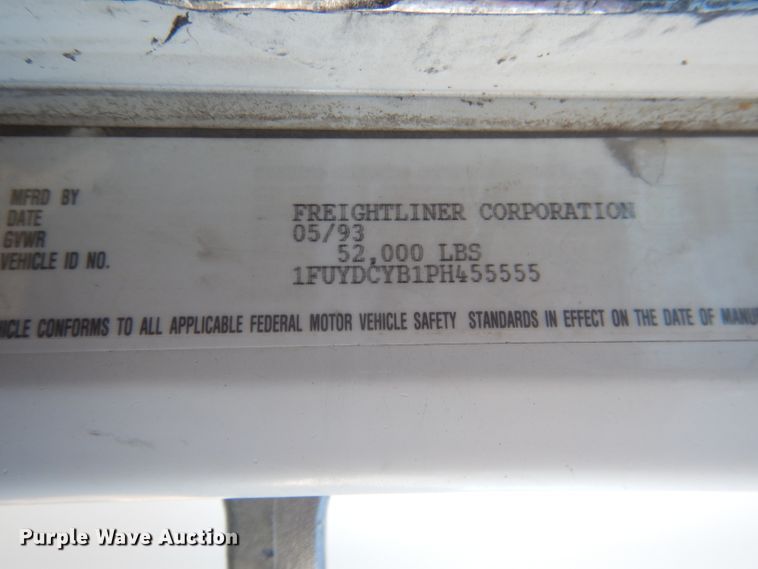 MFRD BY FREIGHTLINER CORPORATION
DATE 05/93
GVWR 52,000 LBS
VEHICLE ID NO. 1FUYDCYB1PH455555
HICLE CONFORMS TO ALL APPLICABLE FEDERAL MOTOR VEHICLE SAFETY STANDARDS IN EFFECT ON THE DATE OF MANU
Purple Wave Auction